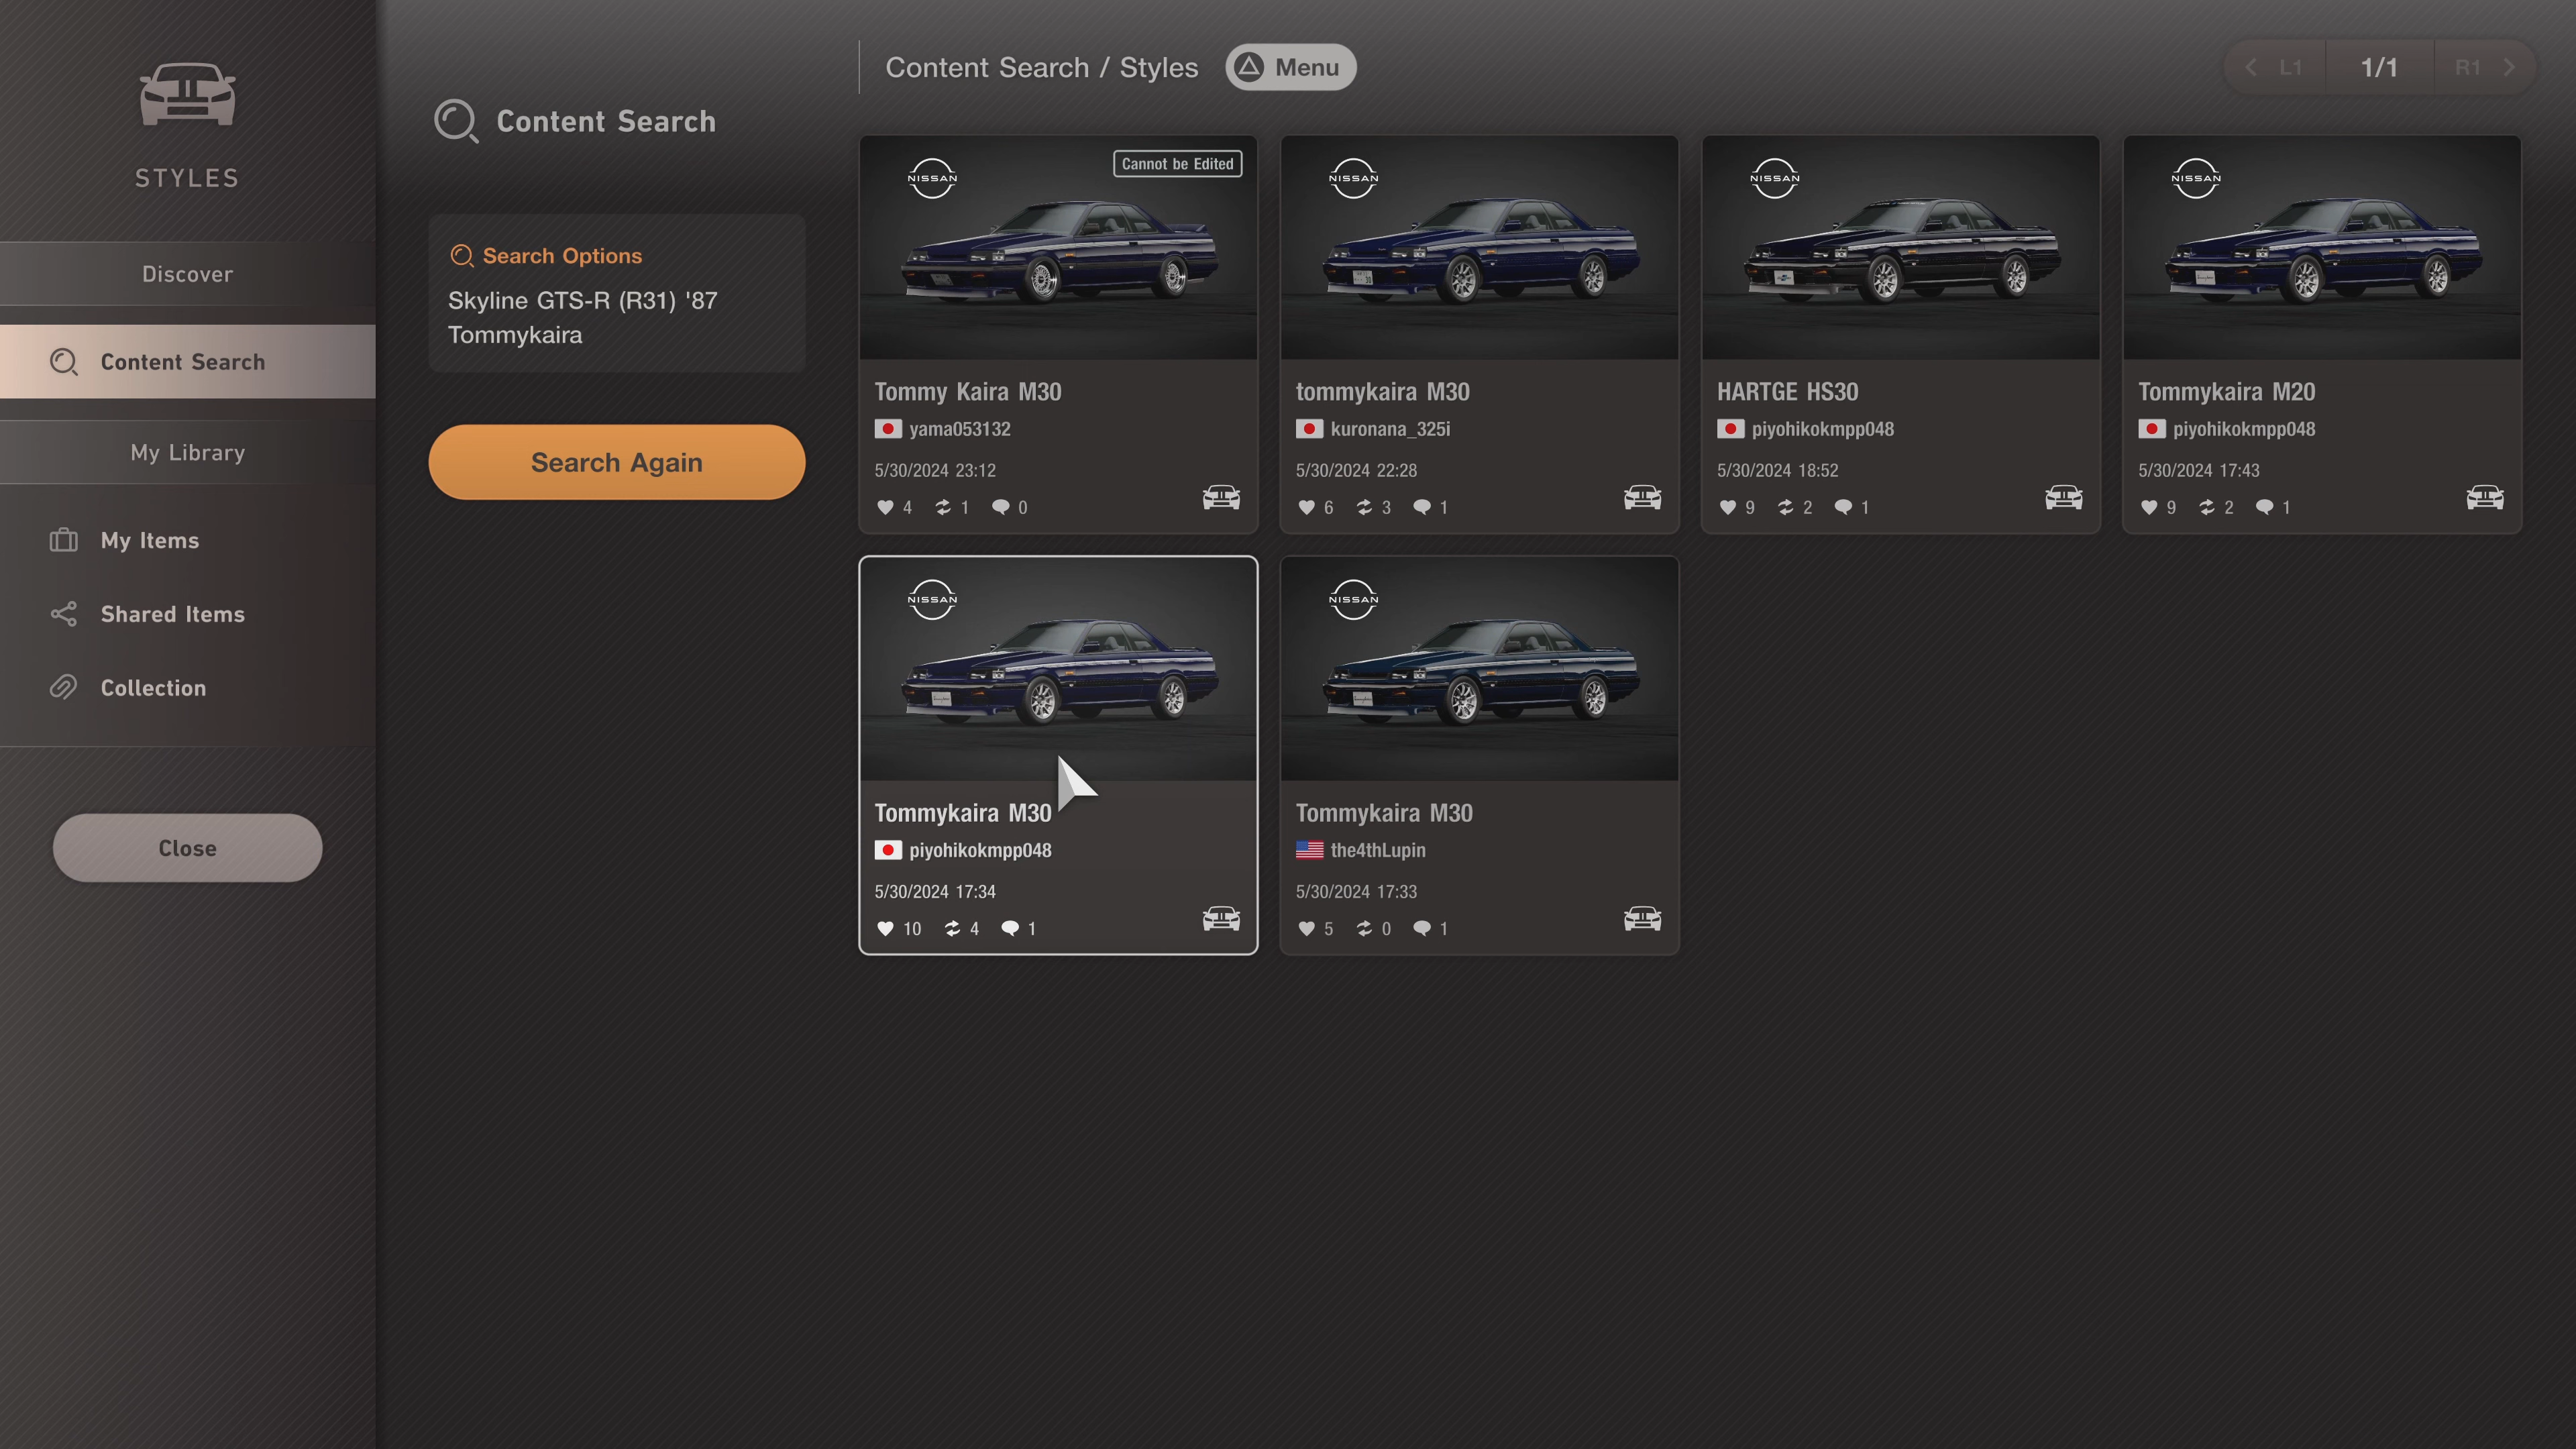 STYLES
Discover
Content Search
My Library
My Items
Shared Items
Collection
Close
Content Search
Search Options
Skyline GTS-R (R31) '87
Tommykaira
Search Again
Content Search / Styles
Menu
L1
1/1
R1
NISSAN
Cannot be Edited
Tommy Kaira M30
yama053132
5/30/2024 23:12
4 1 0
NISSAN
tommykaira M30
kuronana_325i
5/30/2024 22:28
6 3 1
NISSAN
HARTGE HS30
piyohikokmpp048
5/30/2024 18:52
9 2 1
NISSAN
Tommykaira M20
piyohikokmpp048
5/30/2024 17:43
9 2 1
NISSAN
Tommykaira M30
piyohikokmpp048
5/30/2024 17:34
10 4 1
NISSAN
Tommykaira M30
the4thLupin
5/30/2024 17:33
5 0 1